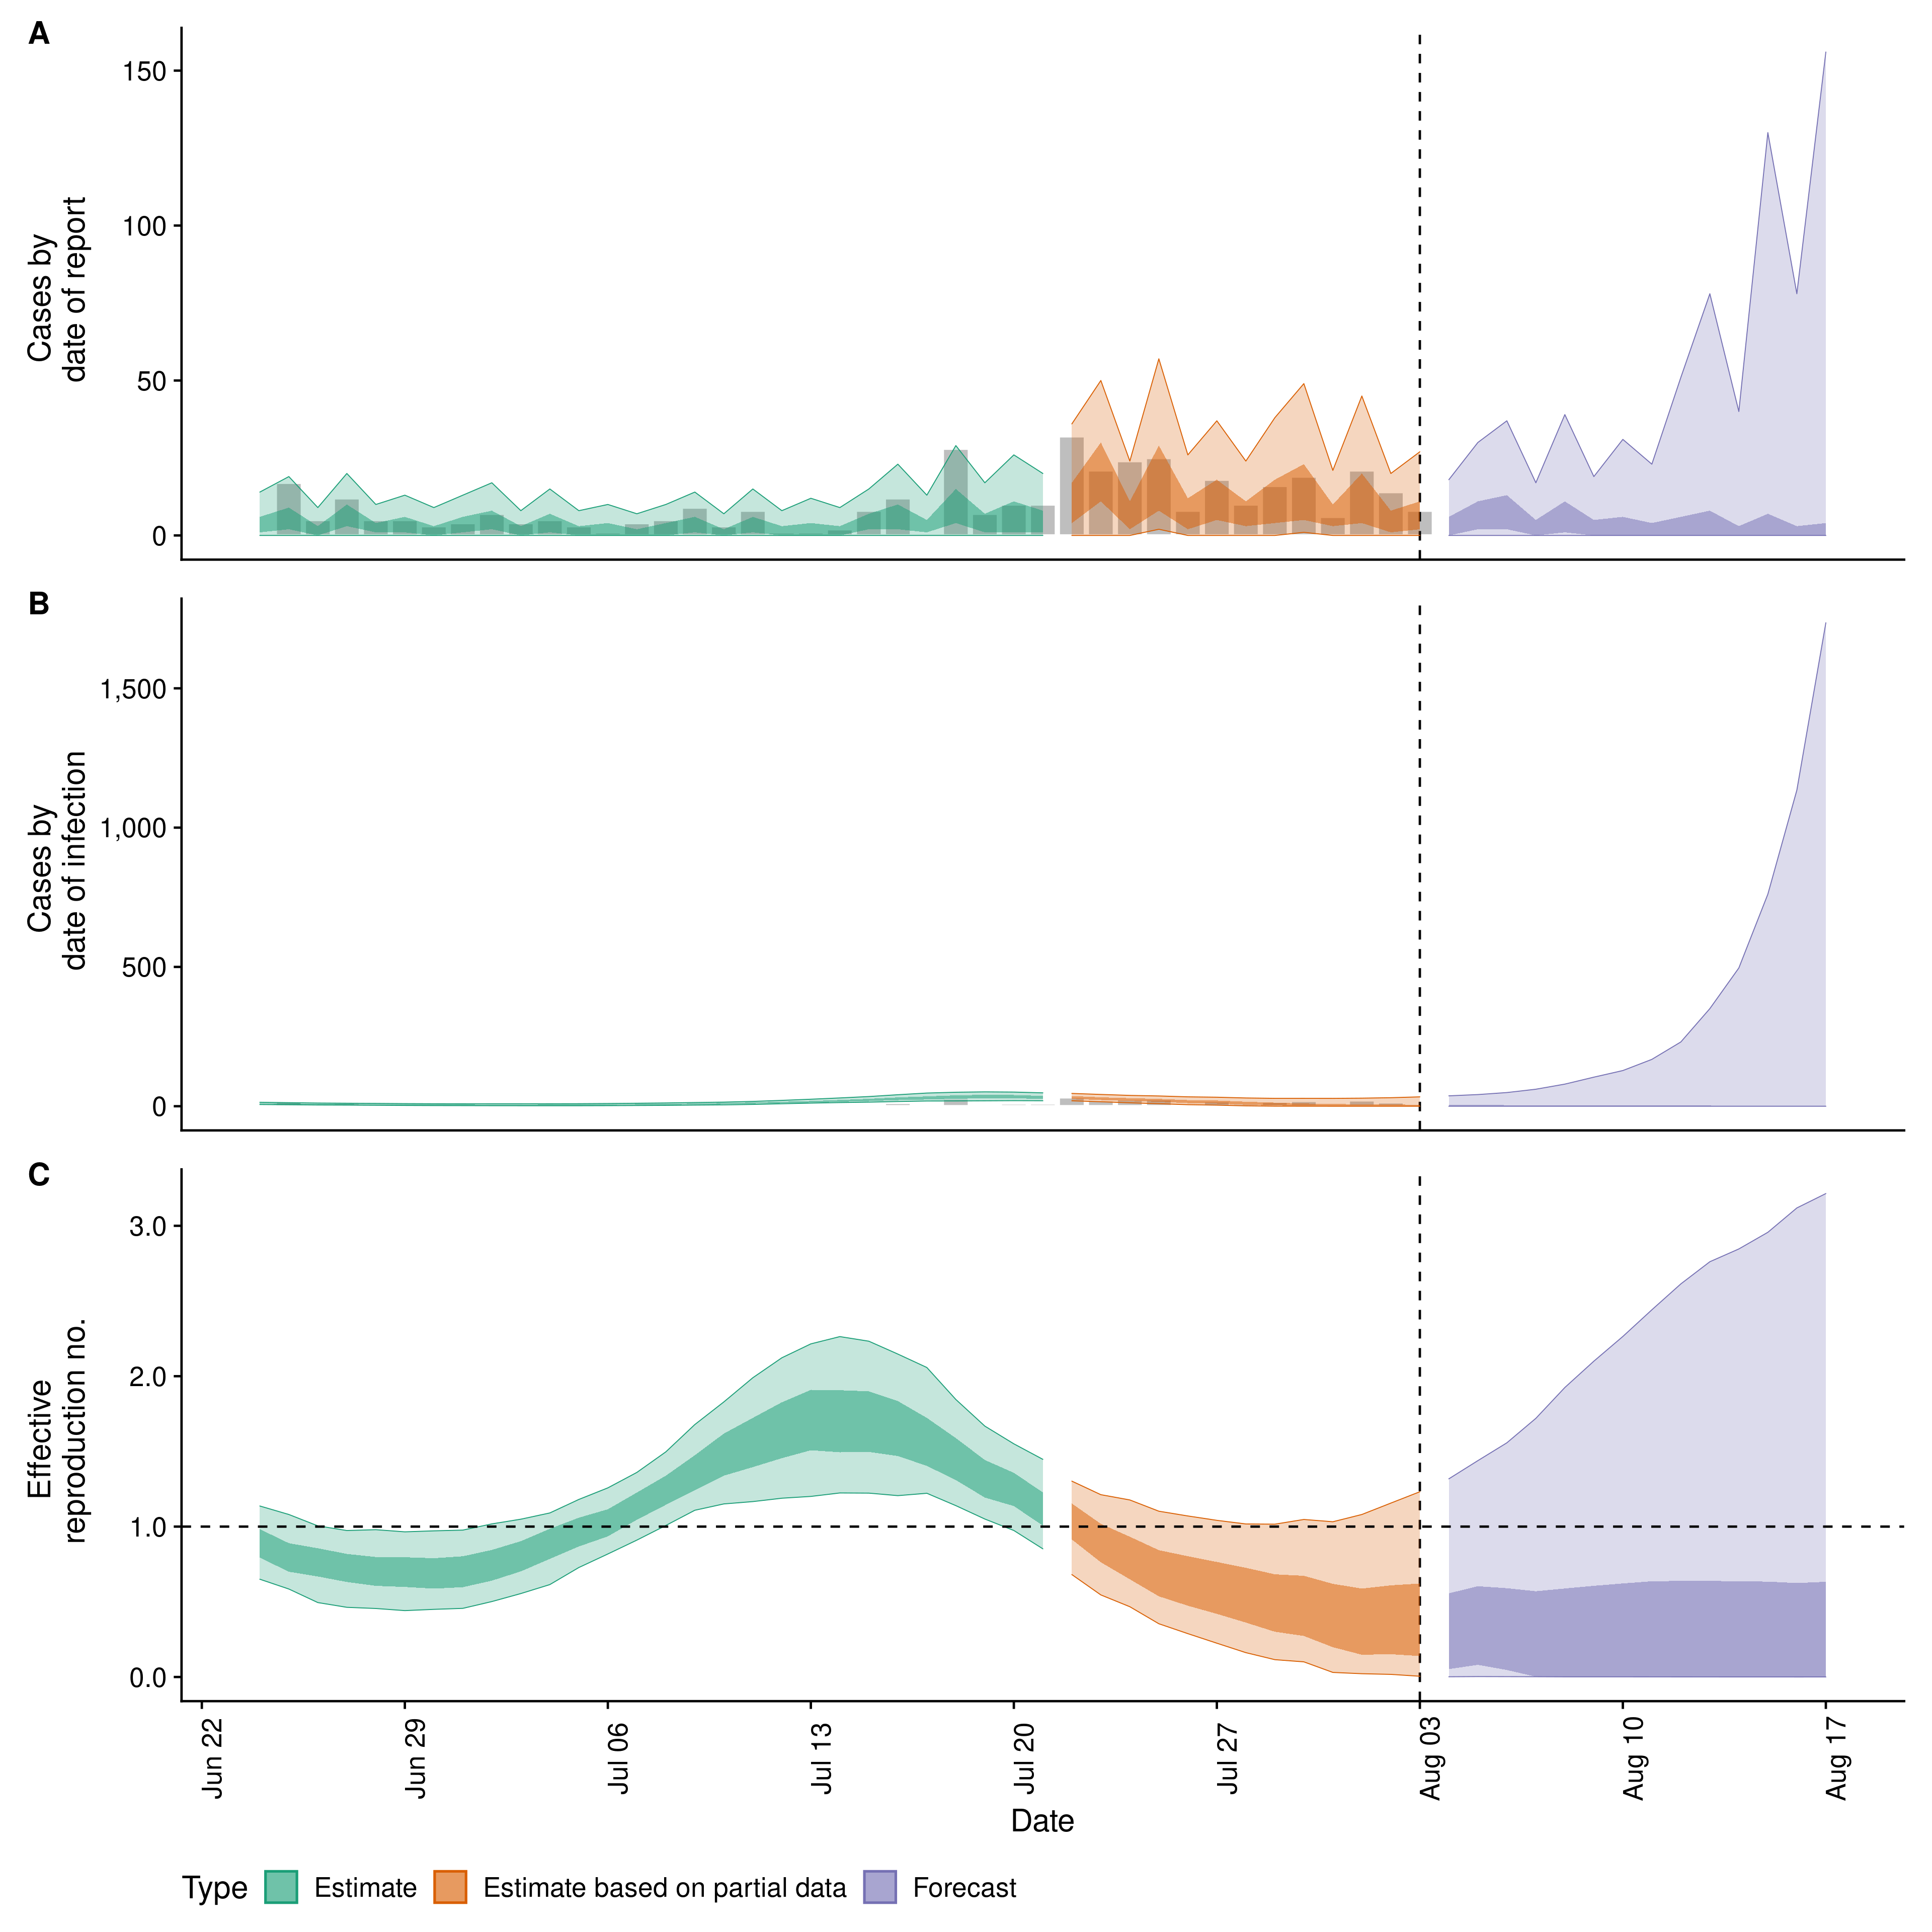 A
Cases by
date of report
150
100
50
0
B
Cases by
date of infection
1,500
1,000
500
0
C
Effective
reproduction no.
3.0
2.0
1.0
0.0
Jun 22
Jun 29
Jul 06
Jul 13
Jul 20
Jul 27
Aug 03
Aug 10
Aug 17
Date
Type Estimate Estimate based on partial data Forecast